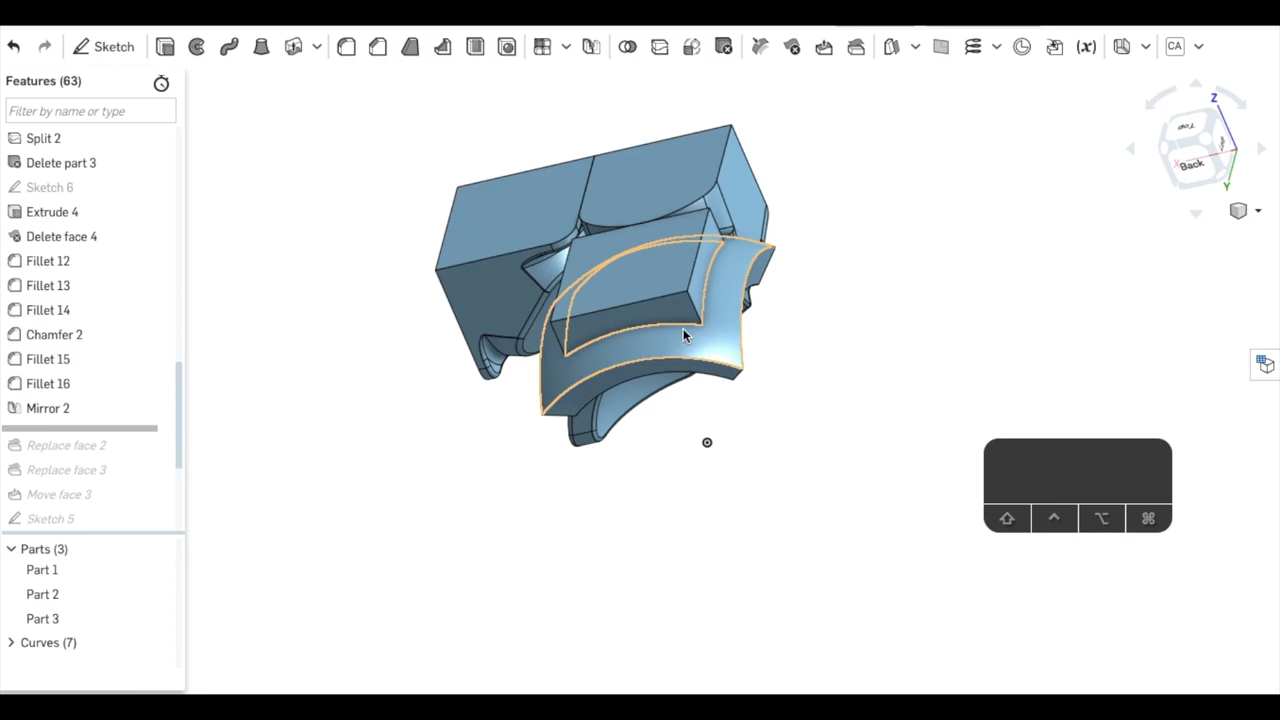 Sketch
(x)
CA
Features (63)
Filter by name or type
Split 2
Delete part 3
Sketch 6
Extrude 4
Delete face 4
Fillet 12
Fillet 13
Fillet 14
Chamfer 2
Fillet 15
Fillet 16
Mirror 2
Replace face 2
Replace face 3
Move face 3
Sketch 5
Parts (3)
Part 1
Part 2
Part 3
Curves (7)
Z
Top
X
Back
Y